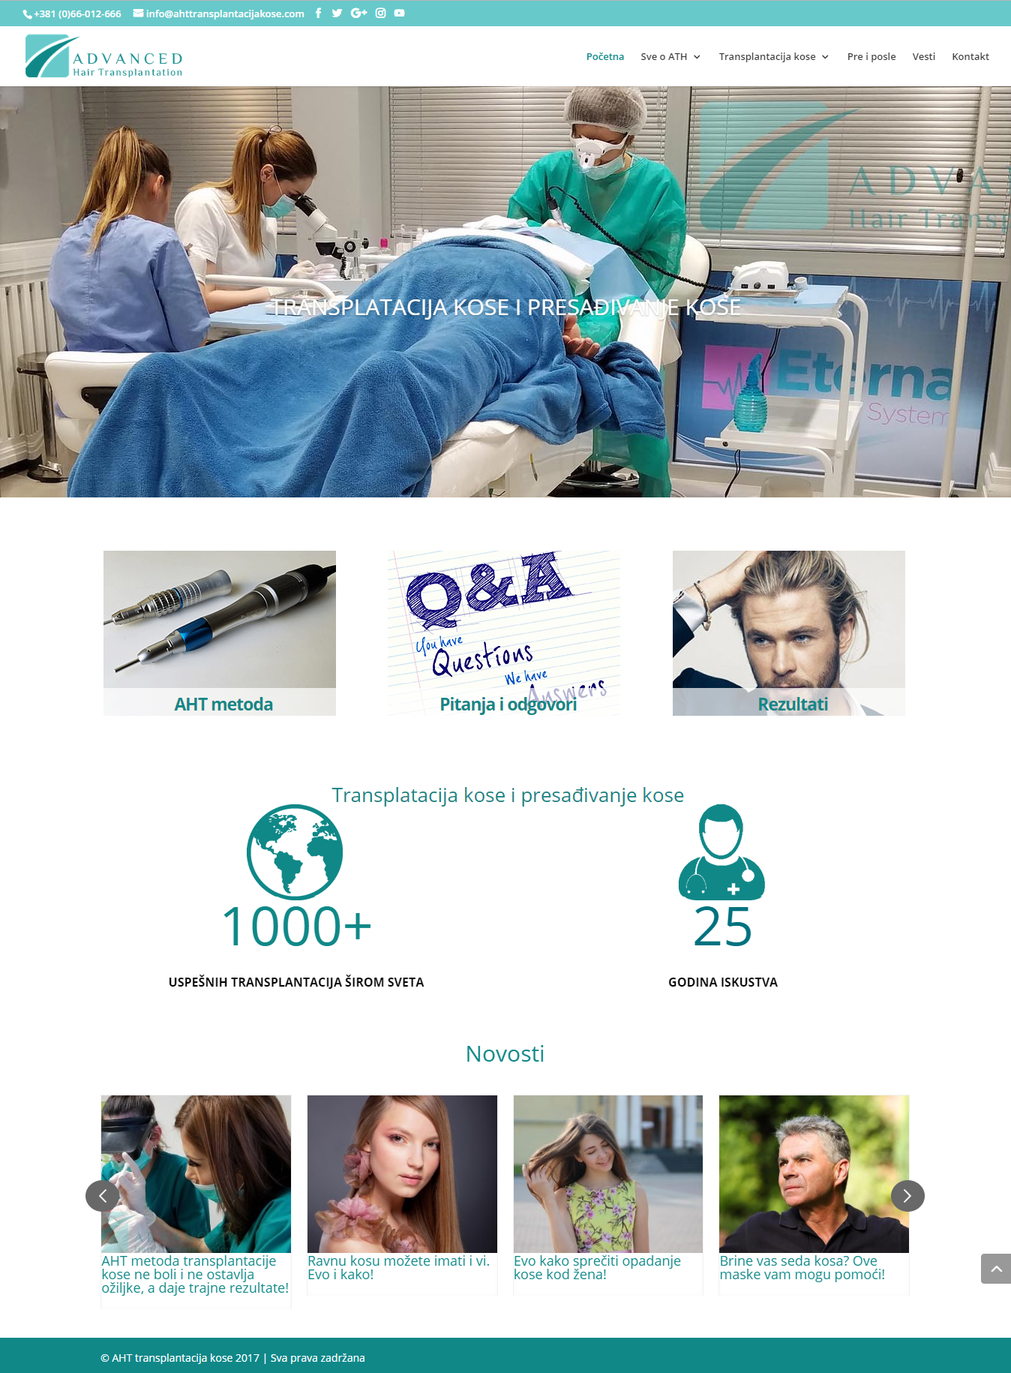 +381 (0)66-012-666 info@ahttransplantacijakose.com
ADVANCED
Hair Transplantation
Početna Sve o ATH Transplantacija kose Pre i posle Vesti Kontakt
ADVA
Hair Transp
TRANSPLATACIJA KOSE I PRESAĐIVANJE KOSE
Eterna
System
Q&A
You have
Questions
We have
Answers
AHT metoda
Pitanja i odgovori
Rezultati
Transplatacija kose i presađivanje kose
1000+
25
USPEŠNIH TRANSPLANTACIJA ŠIROM SVETA
GODINA ISKUSTVA
Novosti
AHT metoda transplantacije
kose ne boli i ne ostavlja
ožiljke, a daje trajne rezultate!
Ravnu kosu možete imati i vi.
Evo i kako!
Evo kako sprečiti opadanje
kose kod žena!
Brine vas seda kosa? Ove
maske vam mogu pomoći!
© AHT transplantacija kose 2017 | Sva prava zadržana